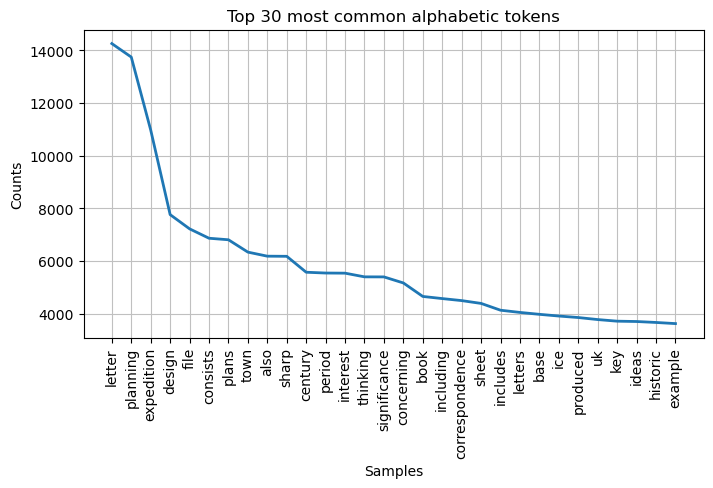 Top 30 most common alphabetic tokens
14000
12000
10000
8000
6000
4000
Counts
letter
planning
expedition
design
file
consists
plans
town
also
sharp
century
period
interest
thinking
significance
concerning
book
including
correspondence
sheet
includes
letters
base
ice
produced
uk
key
ideas
historic
example
Samples